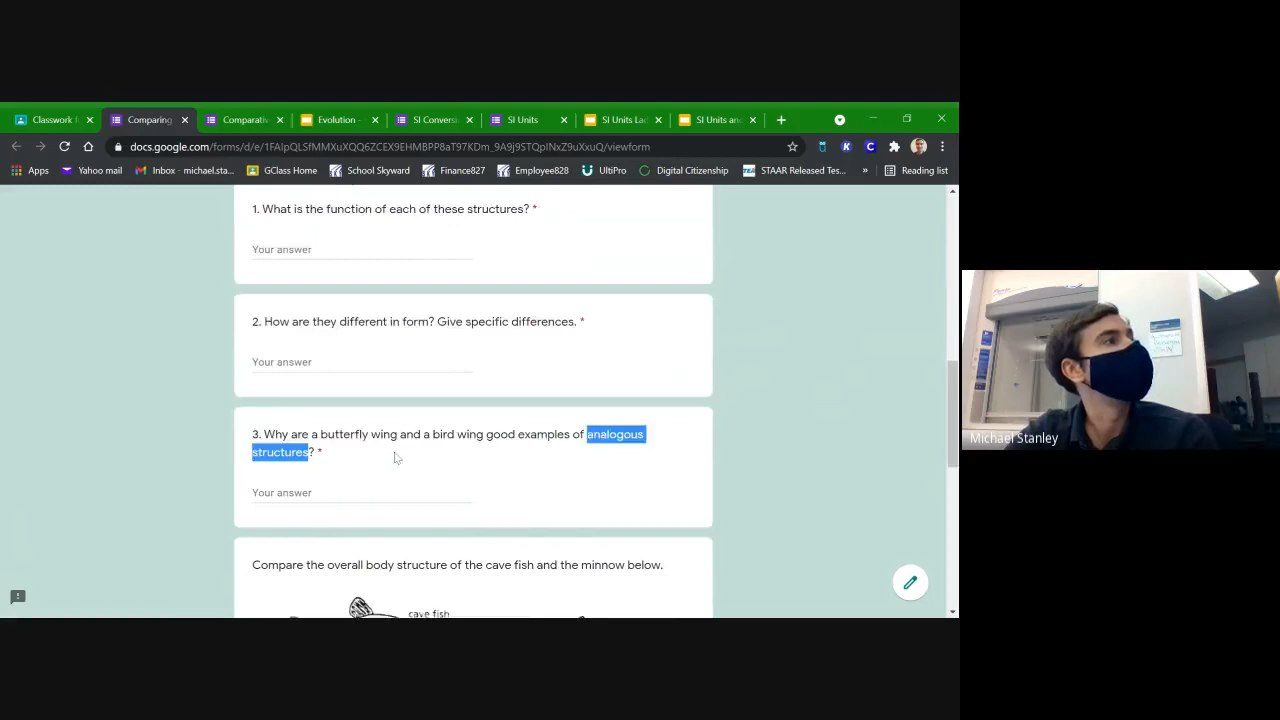 Classwork f
Comparing
Comparativ
Evolution -
SI Conversi
SI Units
SI Units Lad
SI Units and
docs.google.com/forms/d/e/1FAIpQLSfMMXuXQQ6ZCEX9EHMBPP8aT97KDm_9A9j9STQpINxZ9uXxuQ/viewform
Apps
Yahoo mail
Inbox - michael.sta...
GClass Home
School Skyward
Finance827
Employee828
UltiPro
Digital Citizenship
STAAR Released Tes...
»
Reading list
1. What is the function of each of these structures? *
Your answer
2. How are they different in form? Give specific differences. *
Your answer
3. Why are a butterfly wing and a bird wing good examples of analogous
structures? *
Your answer
Compare the overall body structure of the cave fish and the minnow below.
cave fish
Michael Stanley